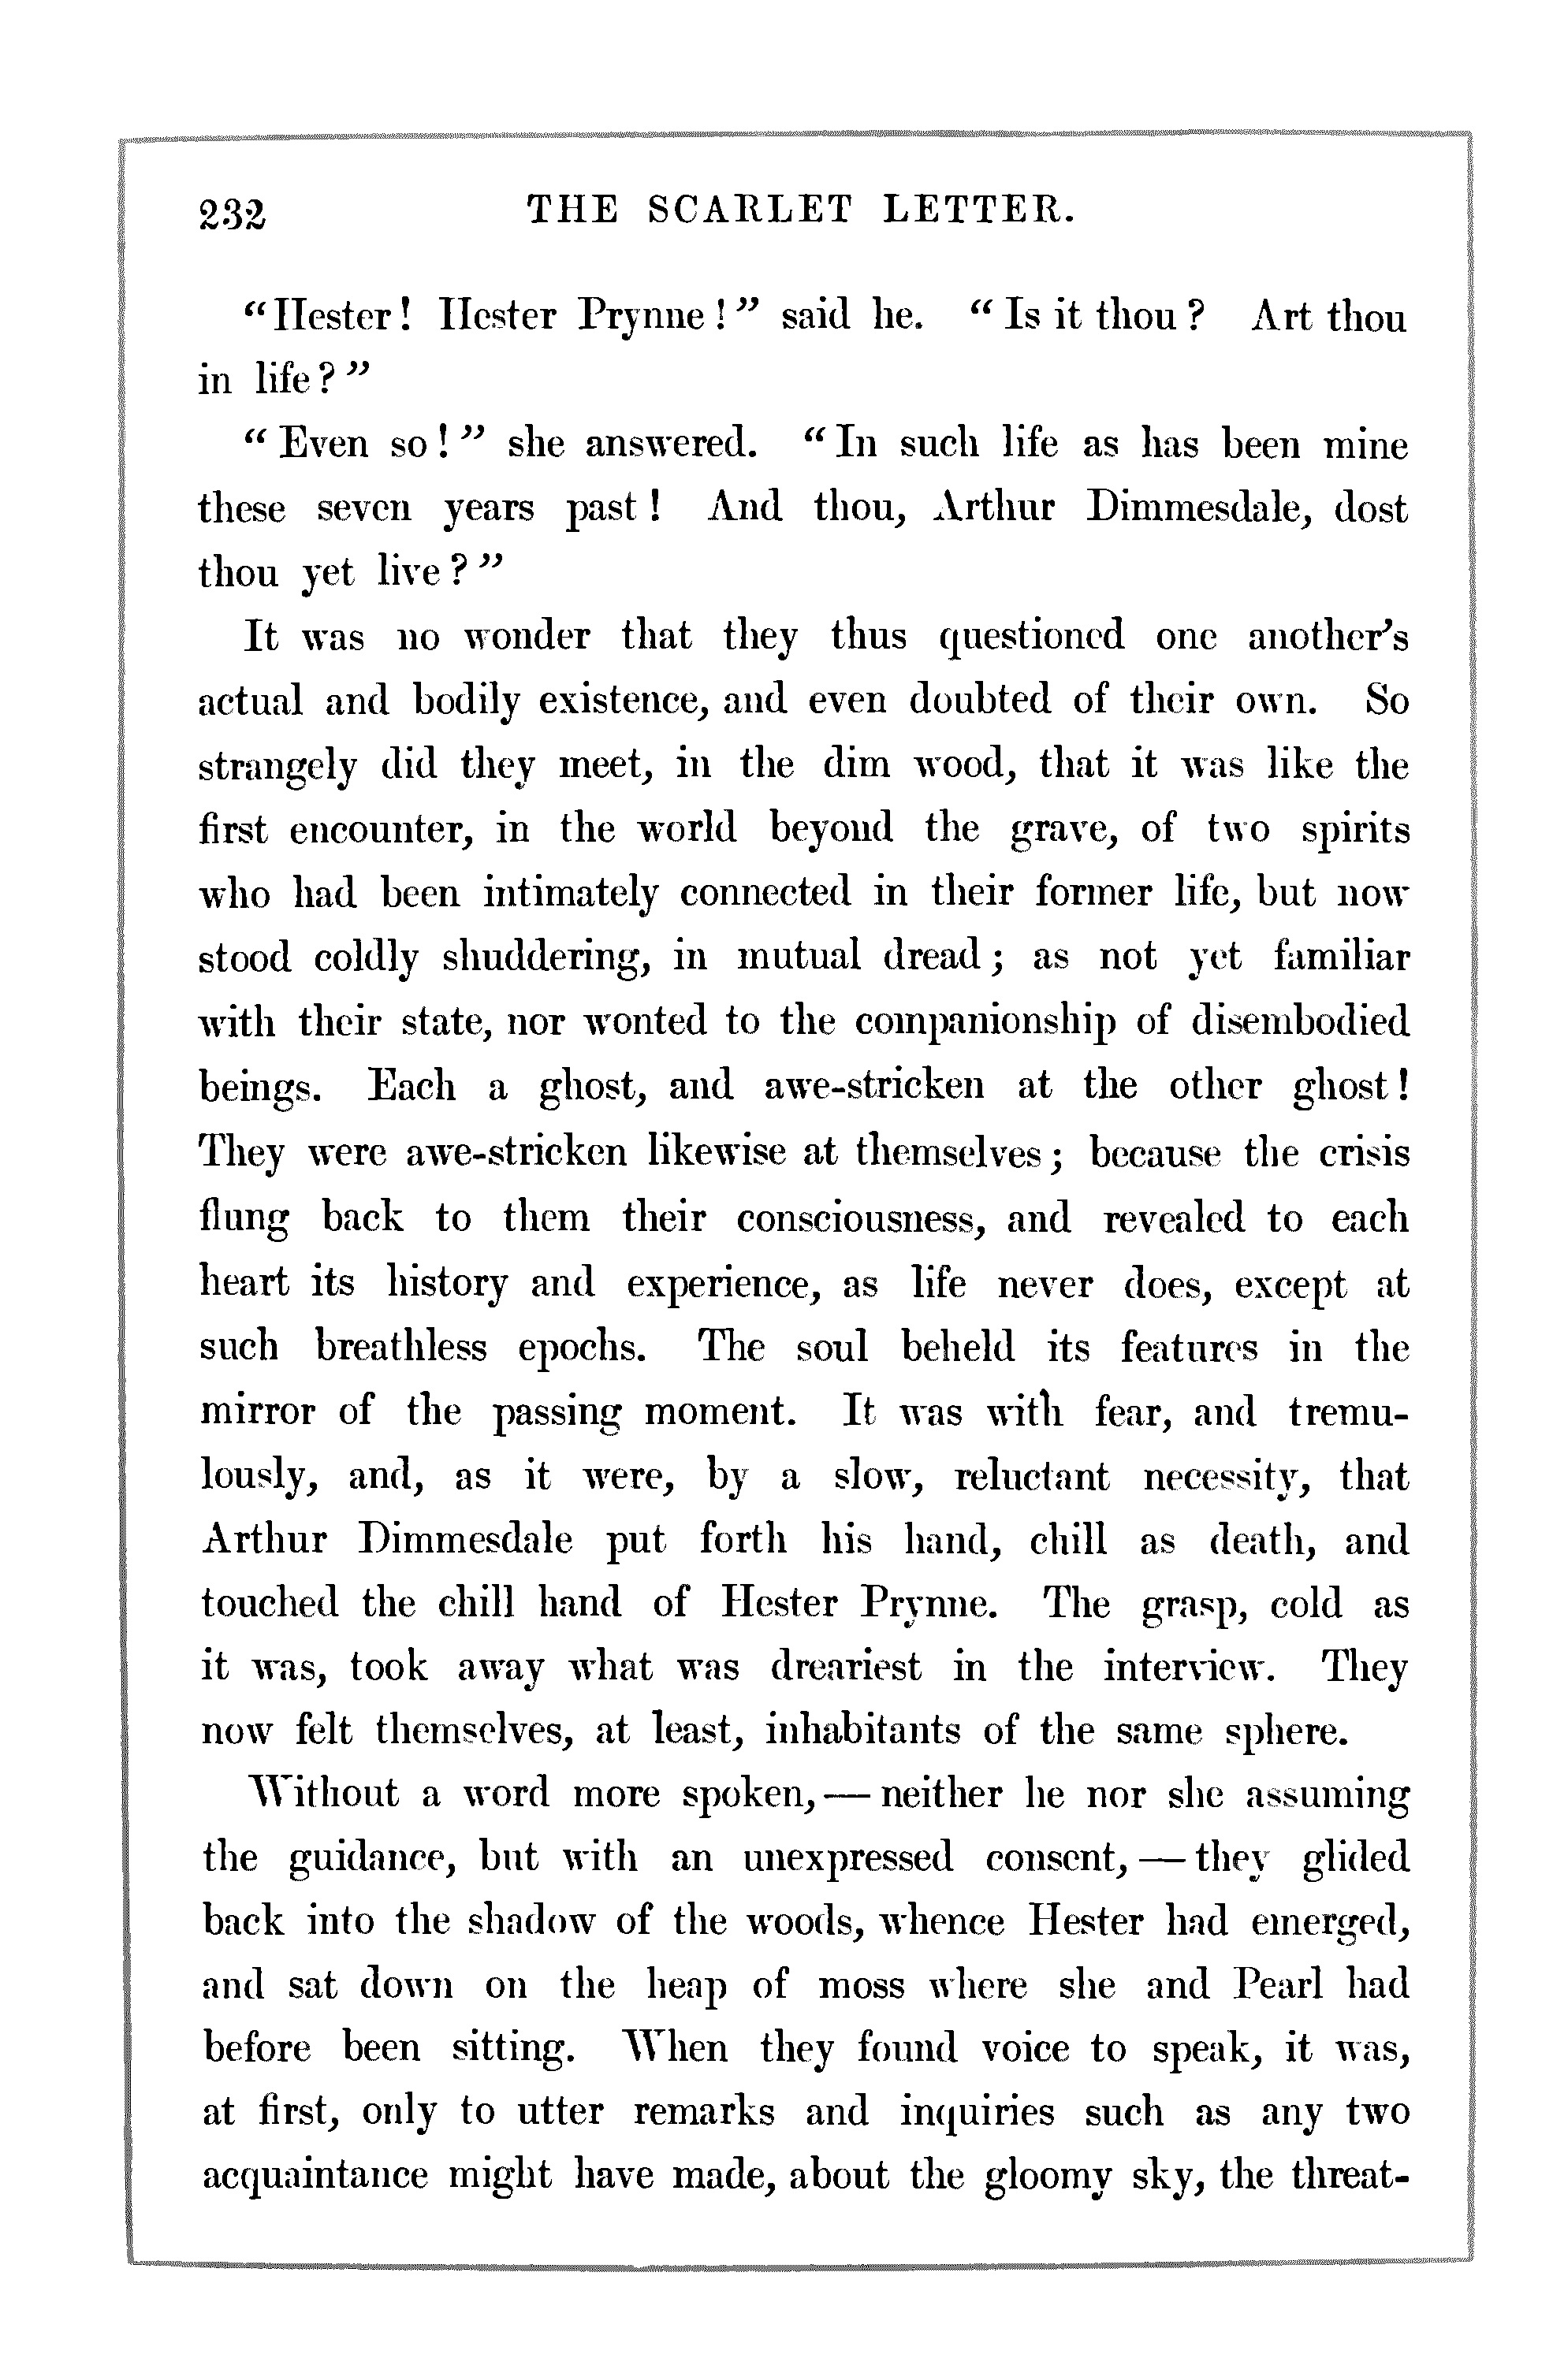 232 THE SCARLET LETTER.
"Hester! Hester Prynne!" said he. "Is it thou? Art thou
in life?"
"Even so!" she answered. "In such life as has been mine
these seven years past! And thou, Arthur Dimmesdale, dost
thou yet live?"
It was no wonder that they thus questioned one another's
actual and bodily existence, and even doubted of their own. So
strangely did they meet, in the dim wood, that it was like the
first encounter, in the world beyond the grave, of two spirits
who had been intimately connected in their former life, but now
stood coldly shuddering, in mutual dread; as not yet familiar
with their state, nor wonted to the companionship of disembodied
beings. Each a ghost, and awe-stricken at the other ghost!
They were awe-stricken likewise at themselves; because the crisis
flung back to them their consciousness, and revealed to each
heart its history and experience, as life never does, except at
such breathless epochs. The soul beheld its features in the
mirror of the passing moment. It was with fear, and tremu-
lously, and, as it were, by a slow, reluctant necessity, that
Arthur Dimmesdale put forth his hand, chill as death, and
touched the chill hand of Hester Prynne. The grasp, cold as
it was, took away what was dreariest in the interview. They
now felt themselves, at least, inhabitants of the same sphere.
Without a word more spoken,—neither he nor she assuming
the guidance, but with an unexpressed consent,—they glided
back into the shadow of the woods, whence Hester had emerged,
and sat down on the heap of moss where she and Pearl had
before been sitting. When they found voice to speak, it was,
at first, only to utter remarks and inquiries such as any two
acquaintance might have made, about the gloomy sky, the threat-